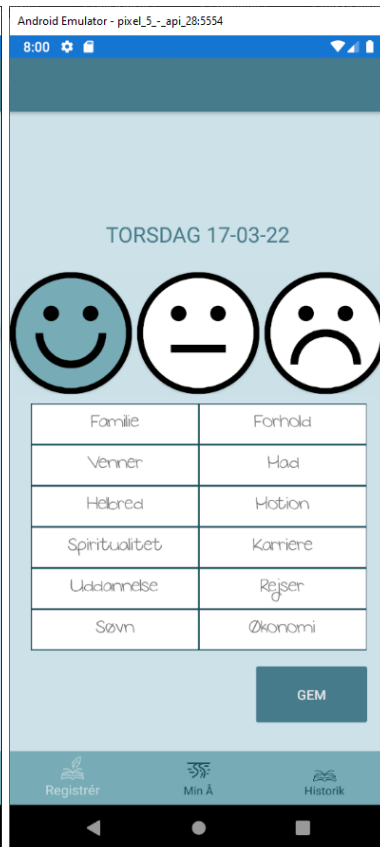 Android Emulator - pixel_5_-_api_28:5554
8:00
TORSDAG 17-03-22
Familie Forhold
Venner Mad
Helbred Motion
Spiritualitet Karriere
Uddannelse Rejser
Søvn Økonomi
GEM
Registrér Min Å Historik